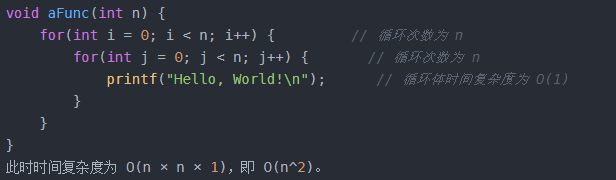 void aFunc(int n) {
    for(int i = 0; i < n; i++) {         // 循环次数为 n
        for(int j = 0; j < n; j++) {       // 循环次数为 n
            printf("Hello, World!\n");      // 循环体时间复杂度为 O(1)
        }
    }
}
此时时间复杂度为 O(n × n × 1)，即 O(n^2)。